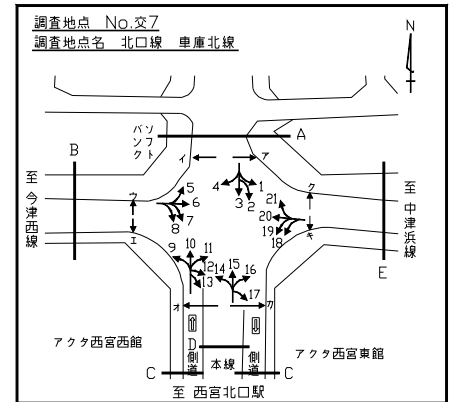 調査地点 No.交7
調査地点名 北口線 車庫北線
N
ソフト
バンク
A
B
イ
ア
至 今津西線
ウ
エ
5
6
7
8
4
1
2
3
21
20
19
18
ク
キ
至 中津浜線
E
9
10
11
12
13
14
15
16
17
オ
カ
アクタ西宮西館
アクタ西宮東館
D
側道
本線
側道
C
C
至 西宮北口駅